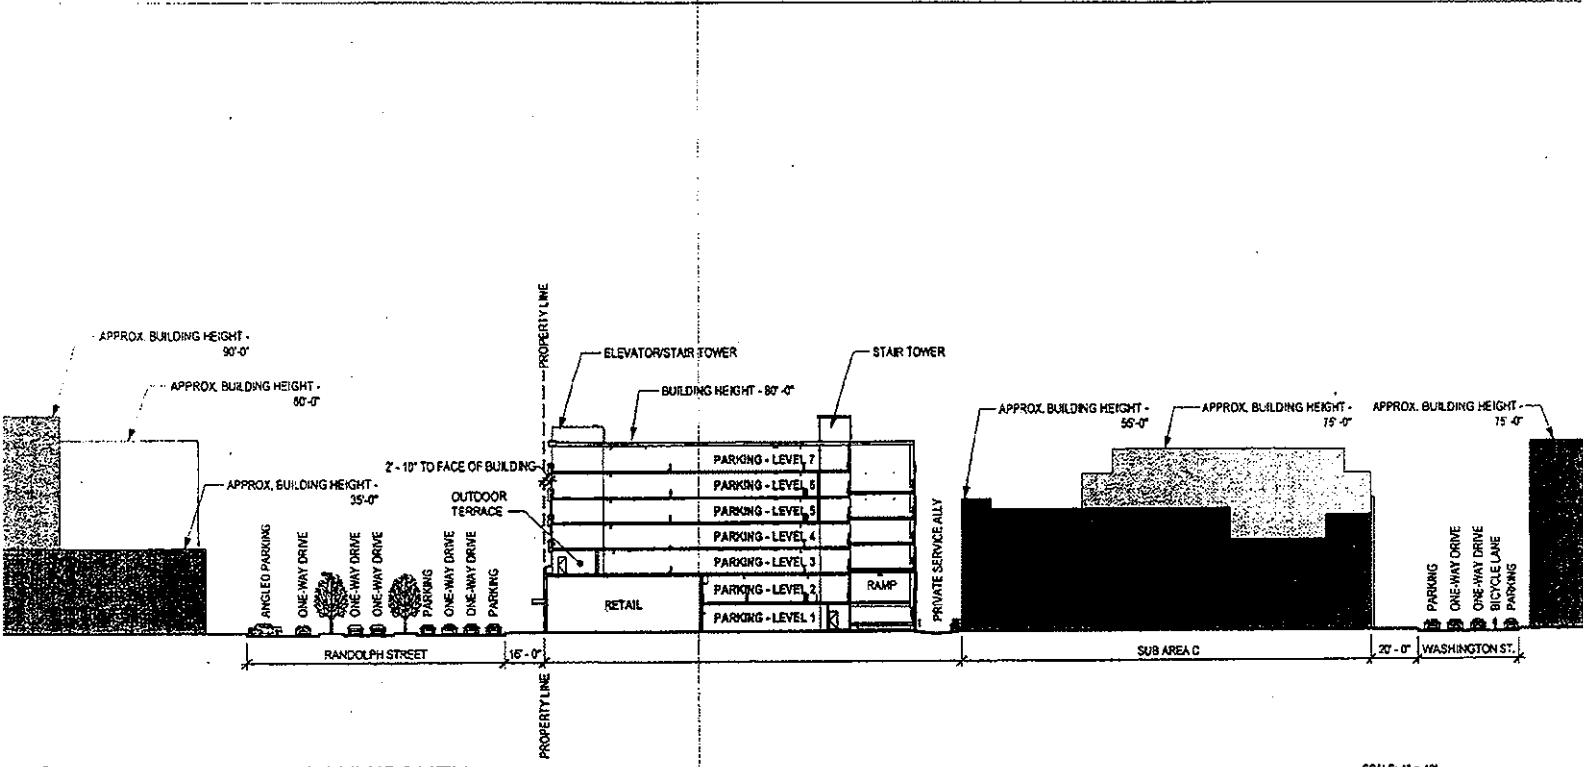 PROPERTY LINE
APPROX. BUILDING HEIGHT -
90'-0"
ELEVATOR/STAIR TOWER
STAIR TOWER
APPROX. BUILDING HEIGHT -
60'-0"
BUILDING HEIGHT - 80'-0"
APPROX. BUILDING HEIGHT -
55'-0"
APPROX. BUILDING HEIGHT -
75'-0"
APPROX. BUILDING HEIGHT -
75'-0"
2' - 10" TO FACE OF BUILDING
APPROX. BUILDING HEIGHT -
35'-0"
OUTDOOR
TERRACE
PARKING - LEVEL 7
PARKING - LEVEL 6
PARKING - LEVEL 5
PARKING - LEVEL 4
PARKING - LEVEL 3
PARKING - LEVEL 2
PARKING - LEVEL 1
RETAIL
RAMP
ANGLED PARKING
ONE-WAY DRIVE
ONE-WAY DRIVE
ONE-WAY DRIVE
PARKING
ONE-WAY DRIVE
ONE-WAY DRIVE
PARKING
PRIVATE SERVICE ALLY
PARKING
ONE-WAY DRIVE
ONE-WAY DRIVE
BICYCLE LANE
PARKING
RANDOLPH STREET
16' - 0"
SUB AREA C
20' - 0"
WASHINGTON ST.
PROPERTY LINE